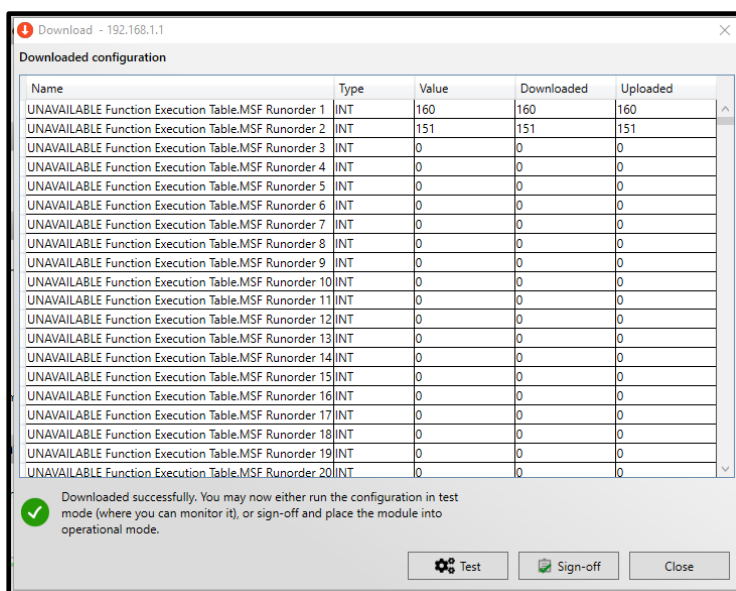 Download - 192.168.1.1
Downloaded configuration
Name Type Value Downloaded Uploaded
UNAVAILABLE Function Execution Table.MSF Runorder 1 INT 160 160 160
UNAVAILABLE Function Execution Table.MSF Runorder 2 INT 151 151 151
UNAVAILABLE Function Execution Table.MSF Runorder 3 INT 0 0 0
UNAVAILABLE Function Execution Table.MSF Runorder 4 INT 0 0 0
UNAVAILABLE Function Execution Table.MSF Runorder 5 INT 0 0 0
UNAVAILABLE Function Execution Table.MSF Runorder 6 INT 0 0 0
UNAVAILABLE Function Execution Table.MSF Runorder 7 INT 0 0 0
UNAVAILABLE Function Execution Table.MSF Runorder 8 INT 0 0 0
UNAVAILABLE Function Execution Table.MSF Runorder 9 INT 0 0 0
UNAVAILABLE Function Execution Table.MSF Runorder 10 INT 0 0 0
UNAVAILABLE Function Execution Table.MSF Runorder 11 INT 0 0 0
UNAVAILABLE Function Execution Table.MSF Runorder 12 INT 0 0 0
UNAVAILABLE Function Execution Table.MSF Runorder 13 INT 0 0 0
UNAVAILABLE Function Execution Table.MSF Runorder 14 INT 0 0 0
UNAVAILABLE Function Execution Table.MSF Runorder 15 INT 0 0 0
UNAVAILABLE Function Execution Table.MSF Runorder 16 INT 0 0 0
UNAVAILABLE Function Execution Table.MSF Runorder 17 INT 0 0 0
UNAVAILABLE Function Execution Table.MSF Runorder 18 INT 0 0 0
UNAVAILABLE Function Execution Table.MSF Runorder 19 INT 0 0 0
UNAVAILABLE Function Execution Table.MSF Runorder 20 INT 0 0 0
Downloaded successfully. You may now either run the configuration in test
mode (where you can monitor it), or sign-off and place the module into
operational mode.
Test Sign-off Close